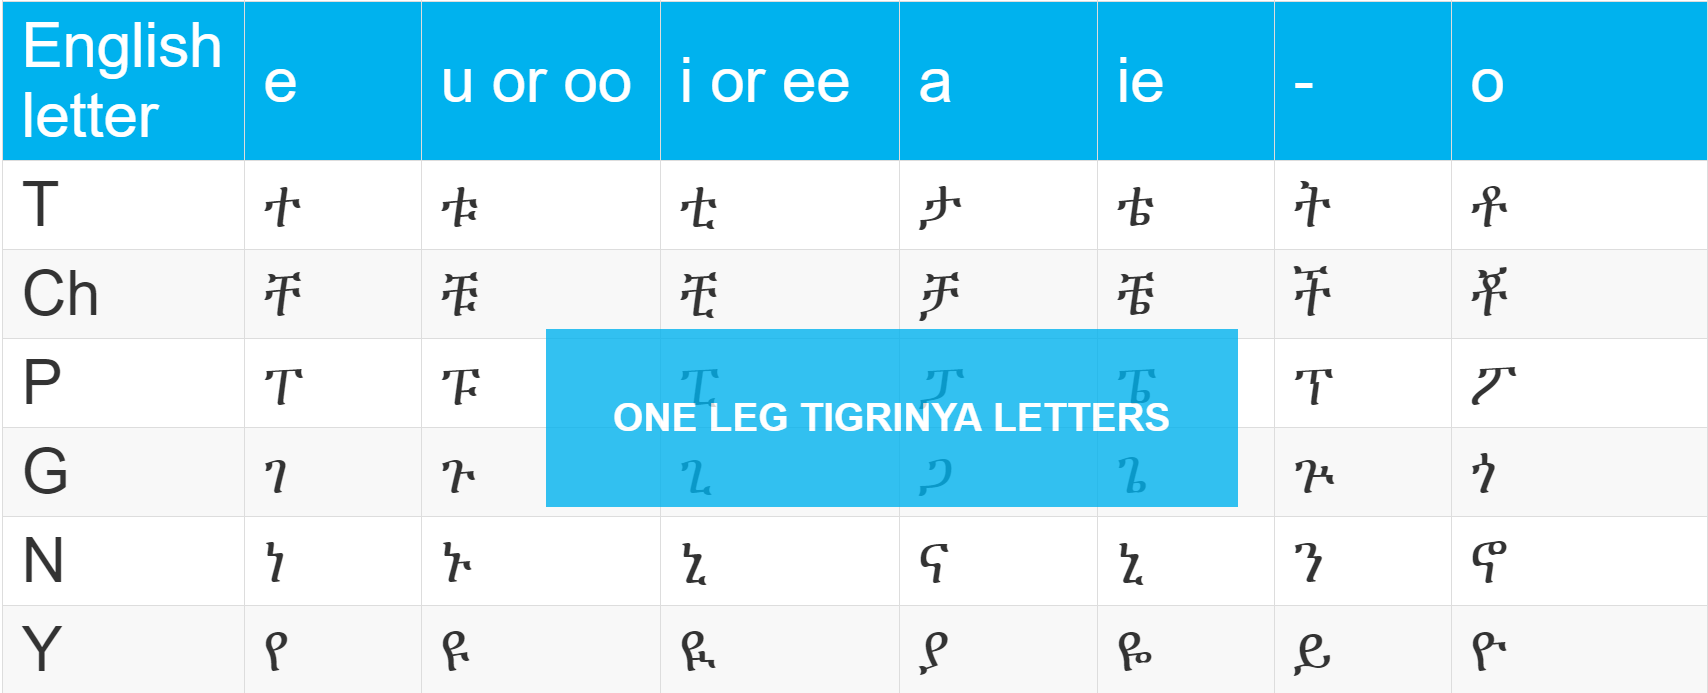 English letter e u or oo i or ee a ie - o
T ተ ቱ ቲ ታ ቴ ት ቶ
Ch ቸ ቹ ቺ ቻ ቼ ች ቾ
P ፐ ፑ ፒ ፓ ፔ ፕ ፖ
ONE LEG TIGRINYA LETTERS
G ገ ጉ ጊ ጋ ጌ ጕ ጎ
N ነ ኑ ኒ ና ኒ ን ኖ
Y የ ዩ ዪ ያ ዬ ይ ዮ